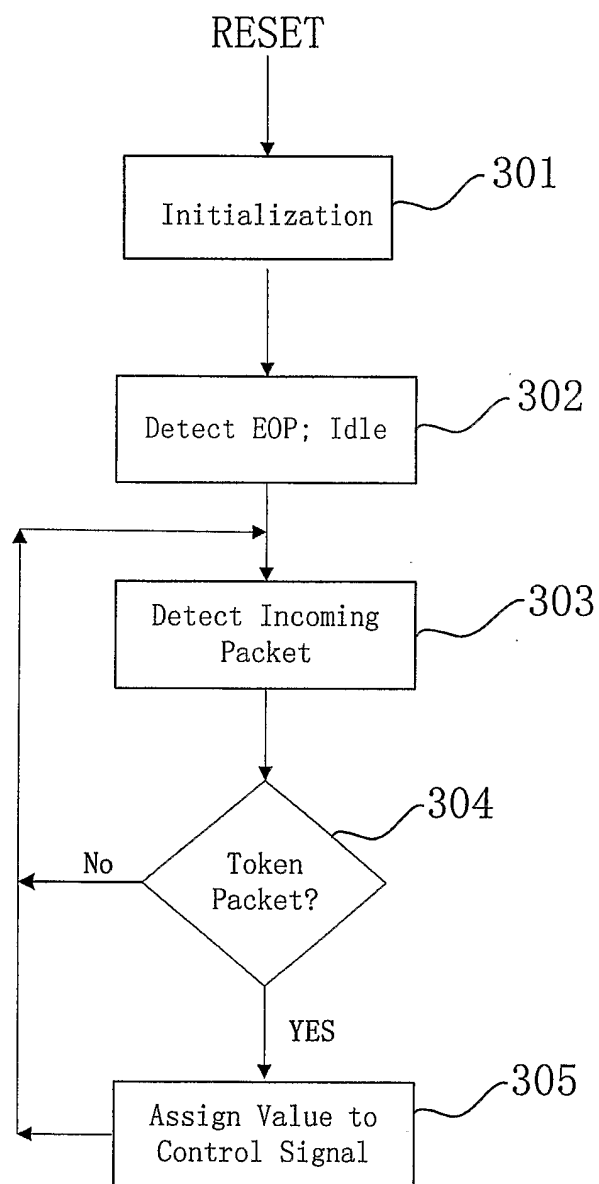 RESET
301
Initialization
302
Detect EOP; Idle
303
Detect Incoming
Packet
304
No
Token
Packet?
YES
305
Assign Value to
Control Signal